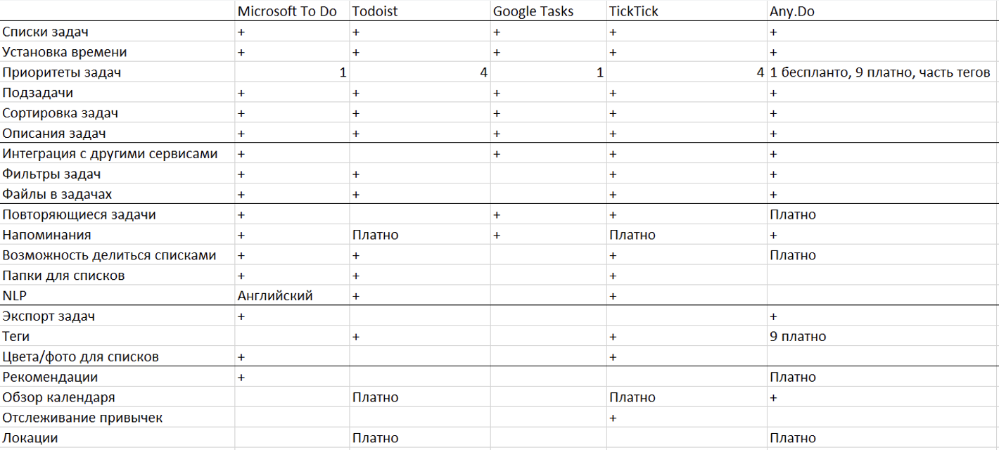 Microsoft To Do Todoist Google Tasks TickTick Any.Do
Списки задач + + + + +
Установка времени + + + + +
Приоритеты задач 1 4 1 4 1 беспланто, 9 платно, часть тегов
Подзадачи + + + + +
Сортировка задач + + + + +
Описания задач + + + + +
Интеграция с другими сервисами + + + +
Фильтры задач + + + +
Файлы в задачах + + + +
Повторяющиеся задачи + + + Платно
Напоминания + Платно + Платно +
Возможность делиться списками + + + Платно
Папки для списков + + +
NLP Английский + +
Экспорт задач + +
Теги + + 9 платно
Цвета/фото для списков + +
Рекомендации + Платно
Обзор календаря Платно Платно +
Отслеживание привычек +
Локации Платно Платно